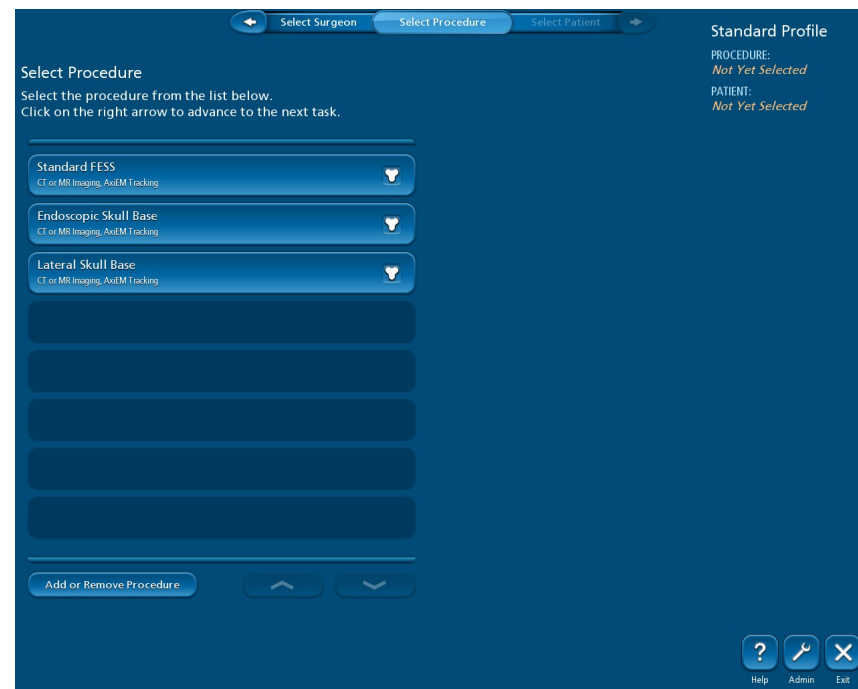 Select Surgeon
Select Procedure
Select Patient
Standard Profile
PROCEDURE:
Not Yet Selected
PATIENT:
Not Yet Selected
Select Procedure
Select the procedure from the list below.
Click on the right arrow to advance to the next task.
Standard FESS
CT or MR Imaging, AxiEM Tracking
Endoscopic Skull Base
CT or MR Imaging, AxiEM Tracking
Lateral Skull Base
CT or MR Imaging, AxiEM Tracking
Add or Remove Procedure
?
Help
Admin
Exit